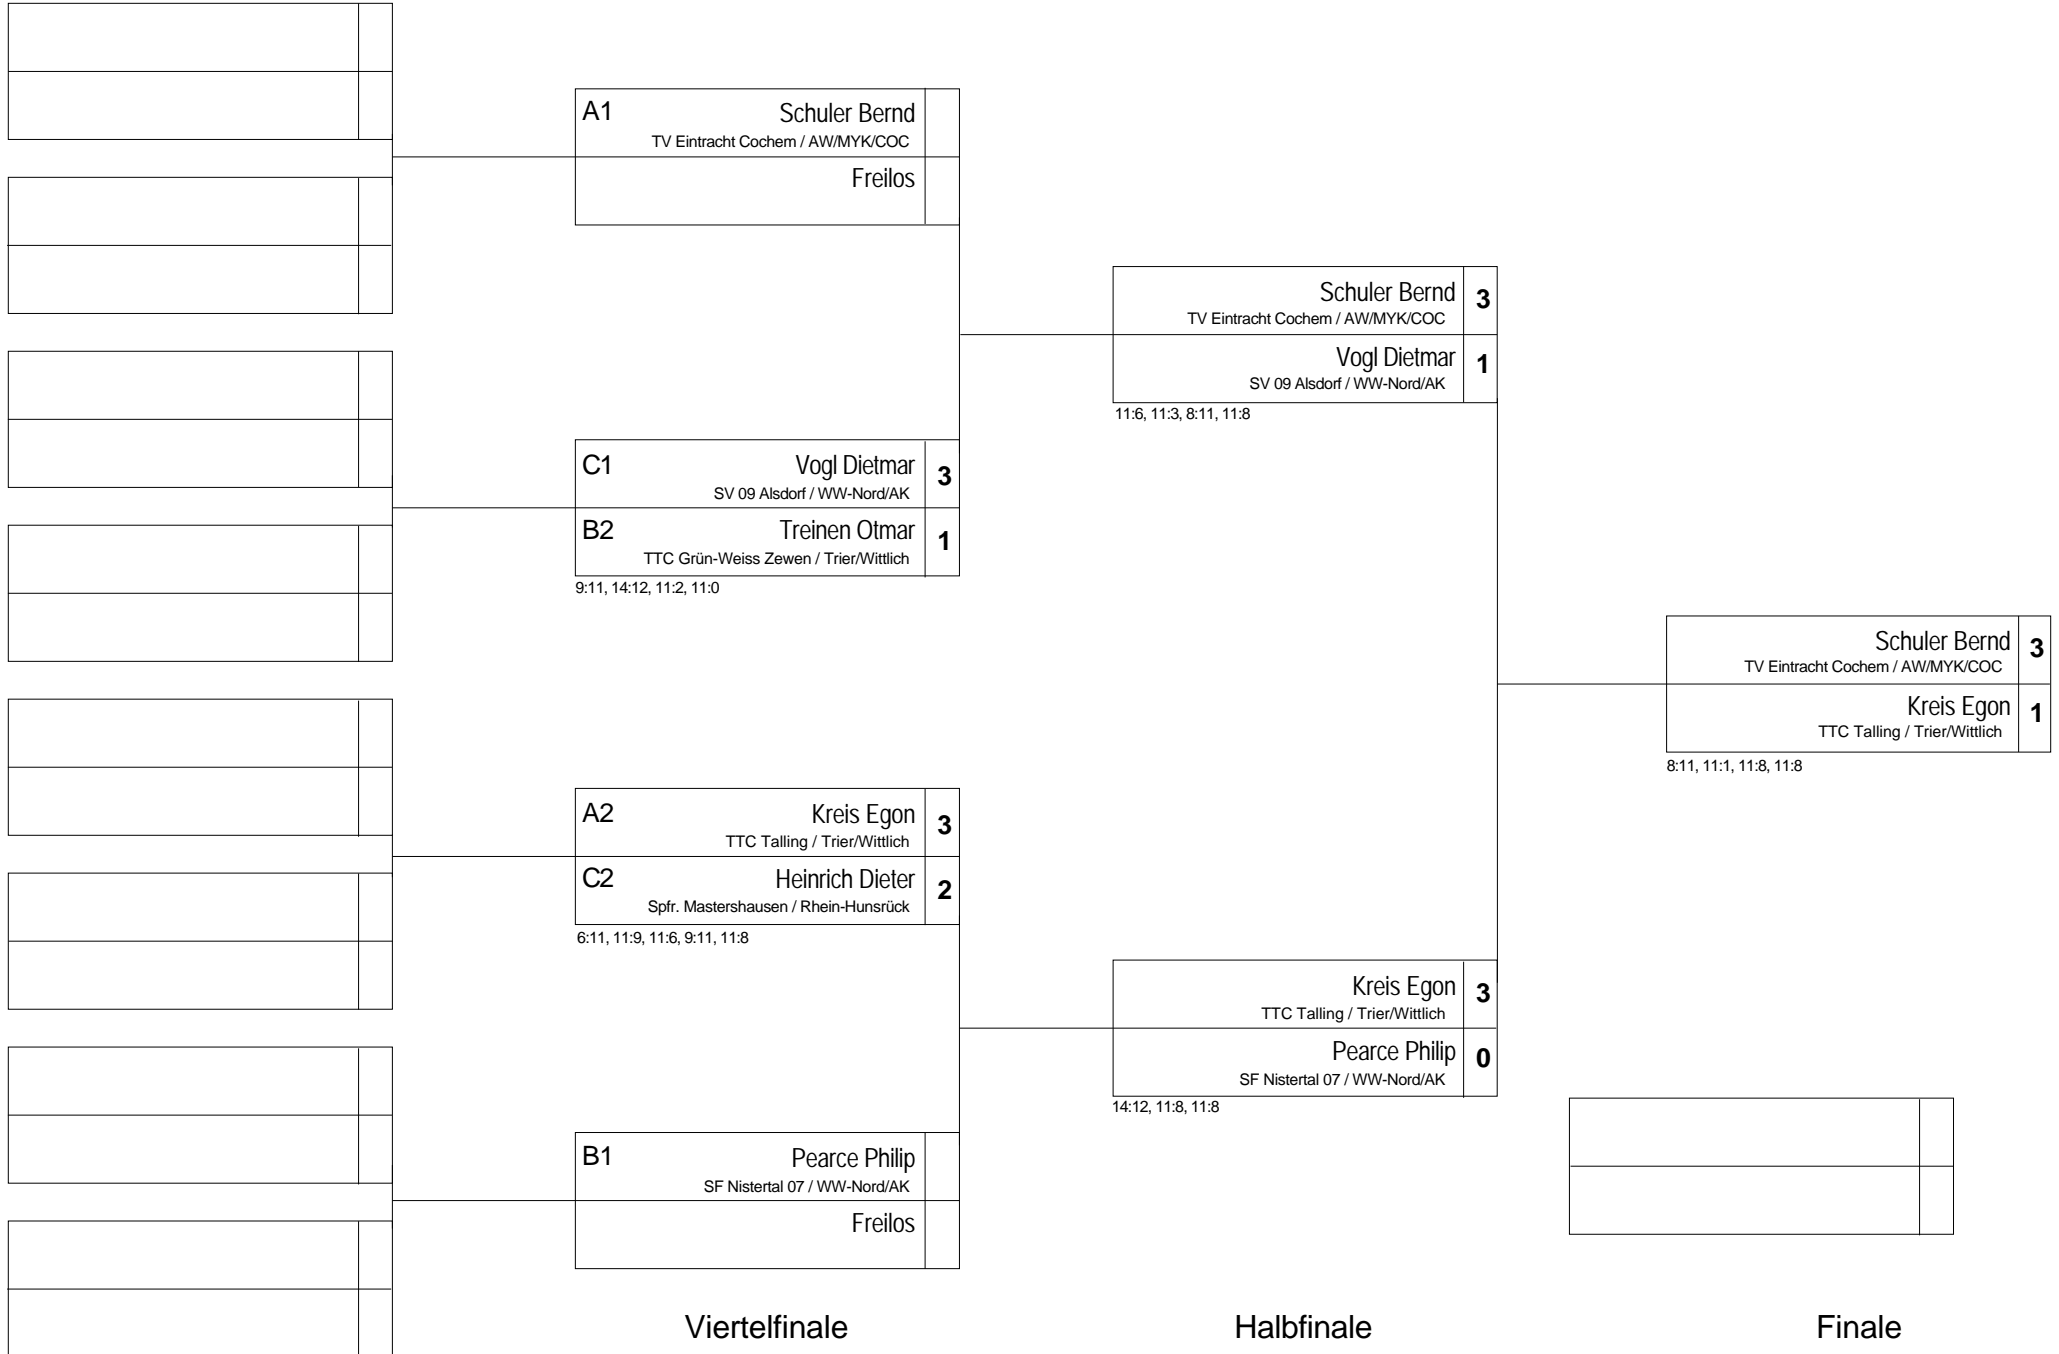 A1
Schuler Bernd
TV Eintracht Cochem / AW/MYK/COC
Freilos
C1
Vogl Dietmar
3
SV 09 Alsdorf / WW-Nord/AK
B2
Treinen Otmar
1
TTC Grün-Weiss Zewen / Trier/Wittlich
9:11, 14:12, 11:2, 11:0
A2
Kreis Egon
3
TTC Talling / Trier/Wittlich
C2
Heinrich Dieter
2
Spfr. Mastershausen / Rhein-Hunsrück
6:11, 11:9, 11:6, 9:11, 11:8
B1
Pearce Philip
SF Nistertal 07 / WW-Nord/AK
Freilos
Viertelfinale
Schuler Bernd
3
TV Eintracht Cochem / AW/MYK/COC
Vogl Dietmar
1
SV 09 Alsdorf / WW-Nord/AK
11:6, 11:3, 8:11, 11:8
Kreis Egon
3
TTC Talling / Trier/Wittlich
Pearce Philip
0
SF Nistertal 07 / WW-Nord/AK
14:12, 11:8, 11:8
Halbfinale
Schuler Bernd
3
TV Eintracht Cochem / AW/MYK/COC
Kreis Egon
1
TTC Talling / Trier/Wittlich
8:11, 11:1, 11:8, 11:8
Finale